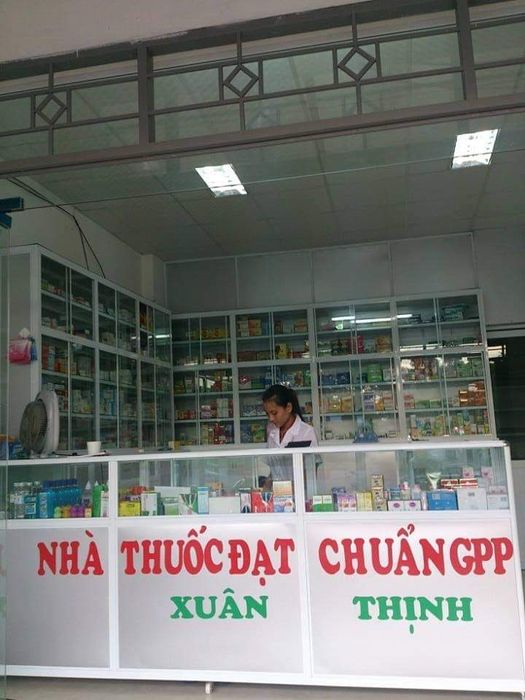 NHÀ THUỐC ĐẠT CHUẨN GPP
XUÂN THỊNH